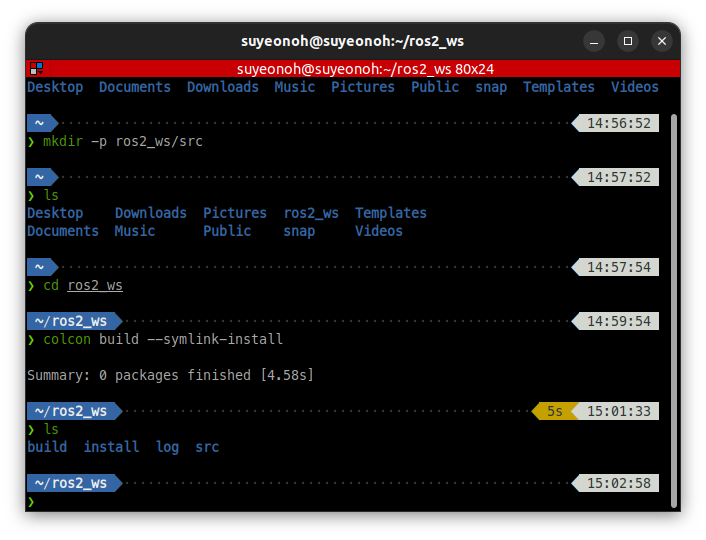 suyeonoh@suyeonoh:~/ros2_ws
suyeonoh@suyeonoh:~/ros2_ws 80x24
Desktop Documents Downloads Music Pictures Public snap Templates Videos
~ 14:56:52
❯ mkdir -p ros2_ws/src
~ 14:57:52
❯ ls
Desktop Downloads Pictures ros2_ws Templates
Documents Music Public snap Videos
~ 14:57:54
❯ cd ros2_ws
~/ros2_ws 14:59:54
❯ colcon build --symlink-install
Summary: 0 packages finished [4.58s]
~/ros2_ws 5s 15:01:33
❯ ls
build install log src
~/ros2_ws 15:02:58
❯